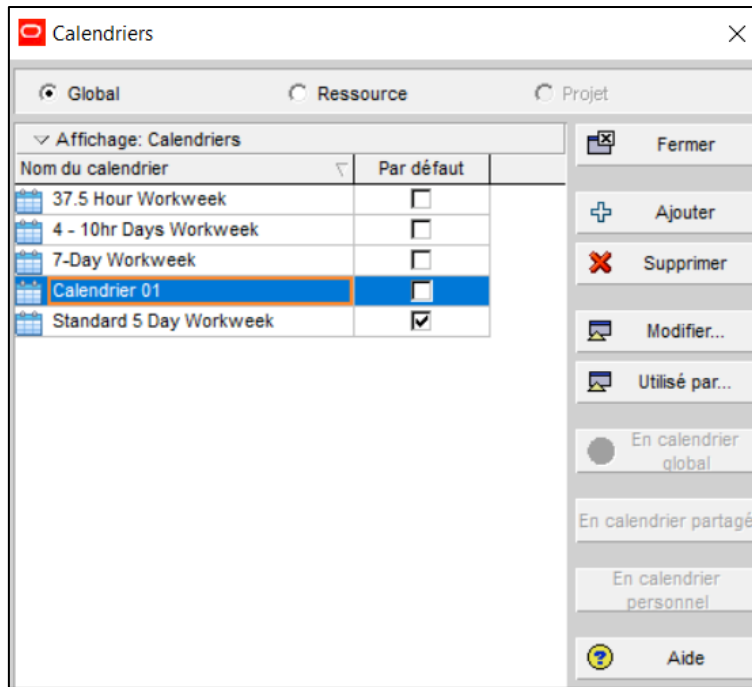 Calendriers
Global Ressource Projet
Affichage: Calendriers
Nom du calendrier Par défaut
37.5 Hour Workweek
4 - 10hr Days Workweek
7-Day Workweek
Calendrier 01
Standard 5 Day Workweek
Fermer
Ajouter
Supprimer
Modifier...
Utilisé par...
En calendrier
global
En calendrier partagé
En calendrier
personnel
Aide